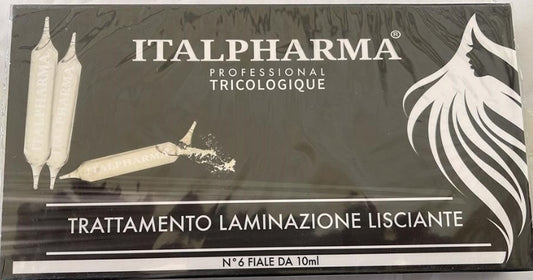 ITALPHARMA®
PROFESSIONAL
TRICOLOGIQUE
ITALPHARMA
ITALPHARMA
ITALPHARMA
TRATTAMENTO LAMINAZIONE LISCIANTE
N°6 FIALE DA 10ml